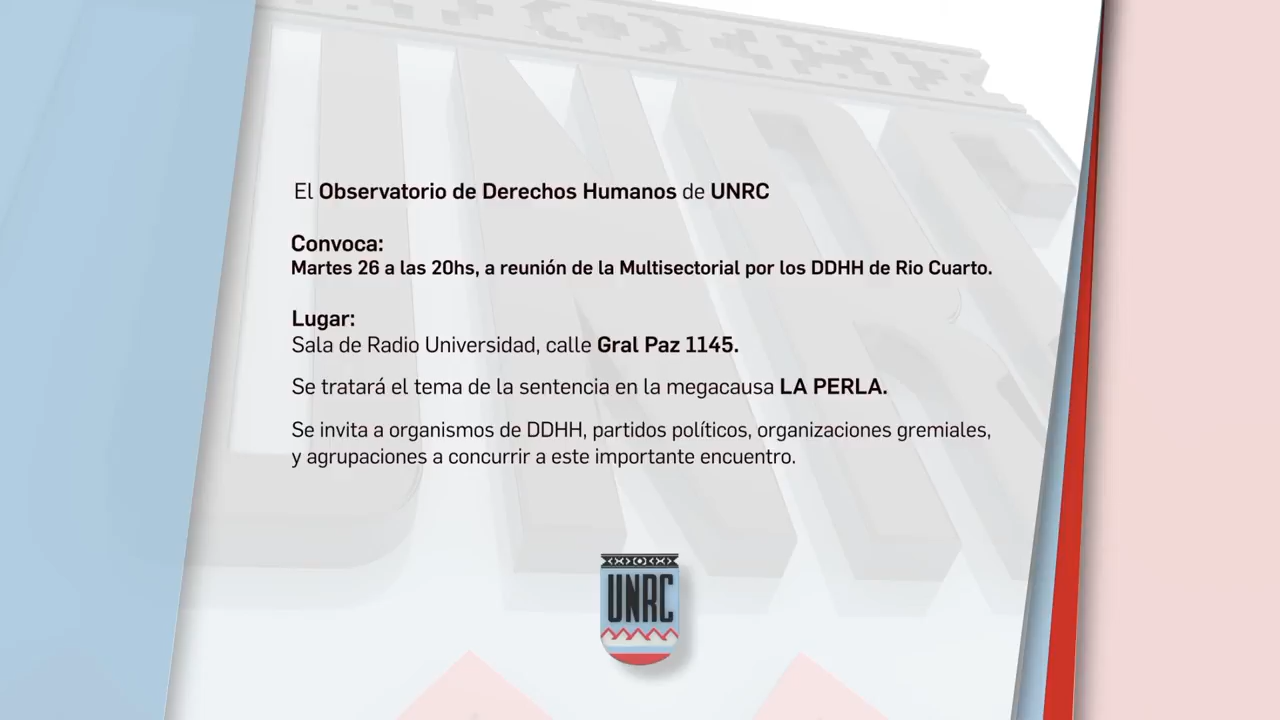 El Observatorio de Derechos Humanos de UNRC
Convoca:
Martes 26 a las 20hs, a reunión de la Multisectorial por los DDHH de Rio Cuarto.
Lugar:
Sala de Radio Universidad, calle Gral Paz 1145.
Se tratará el tema de la sentencia en la megacausa LA PERLA.
Se invita a organismos de DDHH, partidos políticos, organizaciones gremiales,
y agrupaciones a concurrir a este importante encuentro.
UNRC